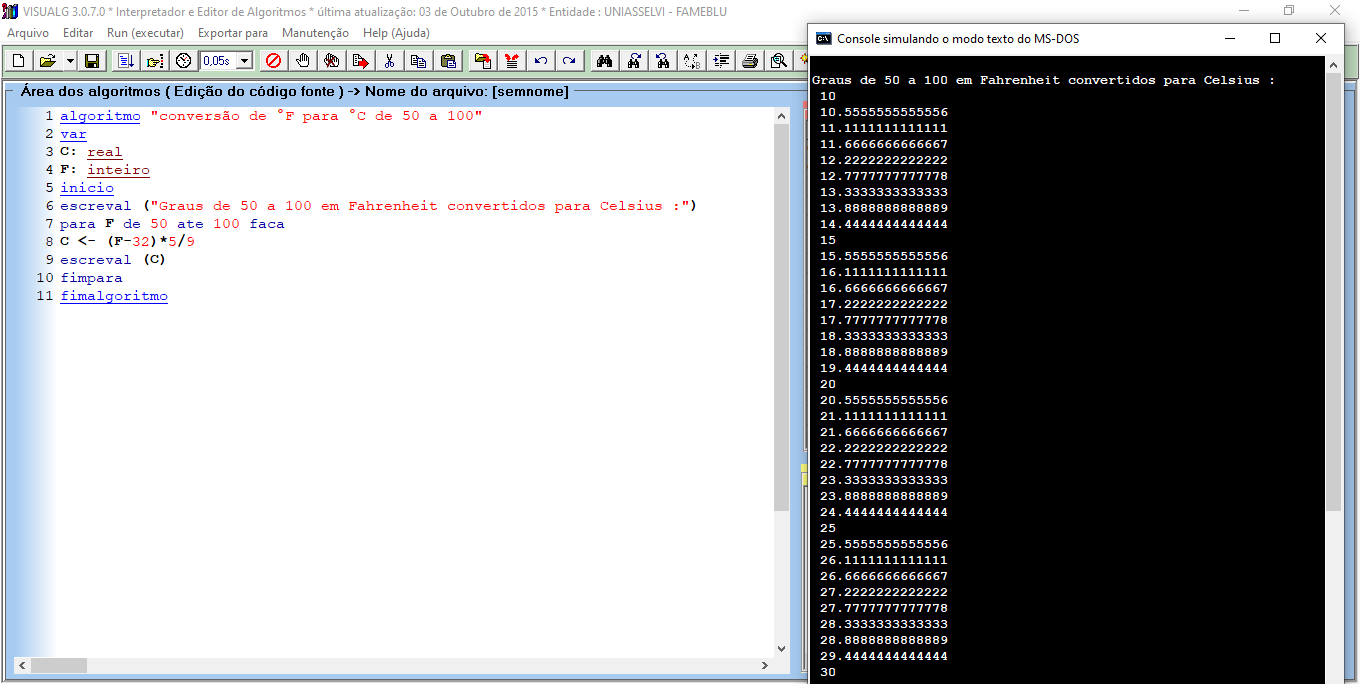 VISUALG 3.0.7.0 * Interpretador e Editor de Algoritmos * última atualização: 03 de Outubro de 2015 * Entidade : UNIASSELVI - FAMEBLU
Arquivo Editar Run (executar) Exportar para Manutenção Help (Ajuda)
0,05s
Área dos algoritmos ( Edição do código fonte ) -> Nome do arquivo: [semnome]
1 algoritmo "conversão de °F para °C de 50 a 100"
2 var
3 C: real
4 F: inteiro
5 inicio
6 escreval ("Graus de 50 a 100 em Fahrenheit convertidos para Celsius :")
7 para F de 50 ate 100 faca
8 C <- (F-32)*5/9
9 escreval (C)
10 fimpara
11 fimalgoritmo
C:\ Console simulando o modo texto do MS-DOS
Graus de 50 a 100 em Fahrenheit convertidos para Celsius :
10
10.5555555555556
11.1111111111111
11.6666666666667
12.2222222222222
12.7777777777778
13.3333333333333
13.8888888888889
14.4444444444444
15
15.5555555555556
16.1111111111111
16.6666666666667
17.2222222222222
17.7777777777778
18.3333333333333
18.8888888888889
19.4444444444444
20
20.5555555555556
21.1111111111111
21.6666666666667
22.2222222222222
22.7777777777778
23.3333333333333
23.8888888888889
24.4444444444444
25
25.5555555555556
26.1111111111111
26.6666666666667
27.2222222222222
27.7777777777778
28.3333333333333
28.8888888888889
29.4444444444444
30